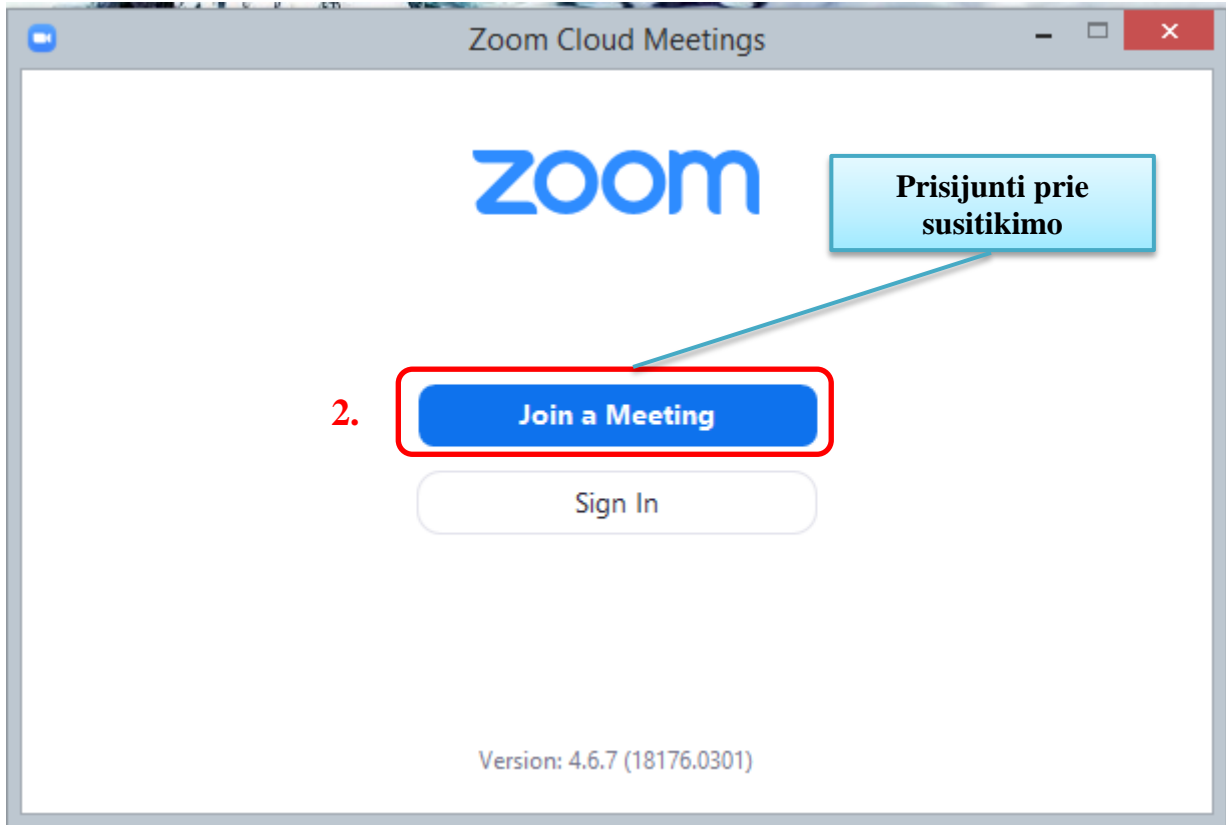 Zoom Cloud Meetings
zoom
Prisijunti prie
susitikimo
2.
Join a Meeting
Sign In
Version: 4.6.7 (18176.0301)